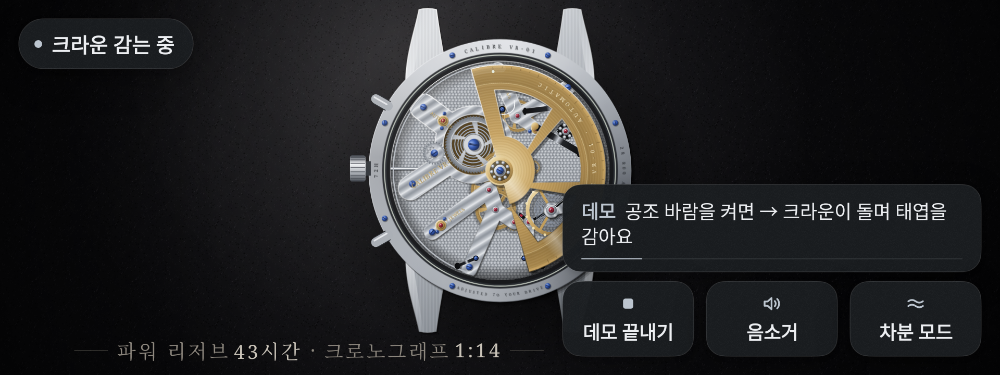 크라운 감는 중
CALIBRE VR-01
AUTOMATIC
데모 공조 바람을 켜면 → 크라운이 돌며 태엽을
감아요
데모 끝내기
음소거
차분 모드
파워 리저브 43시간 · 크로노그래프 1:14